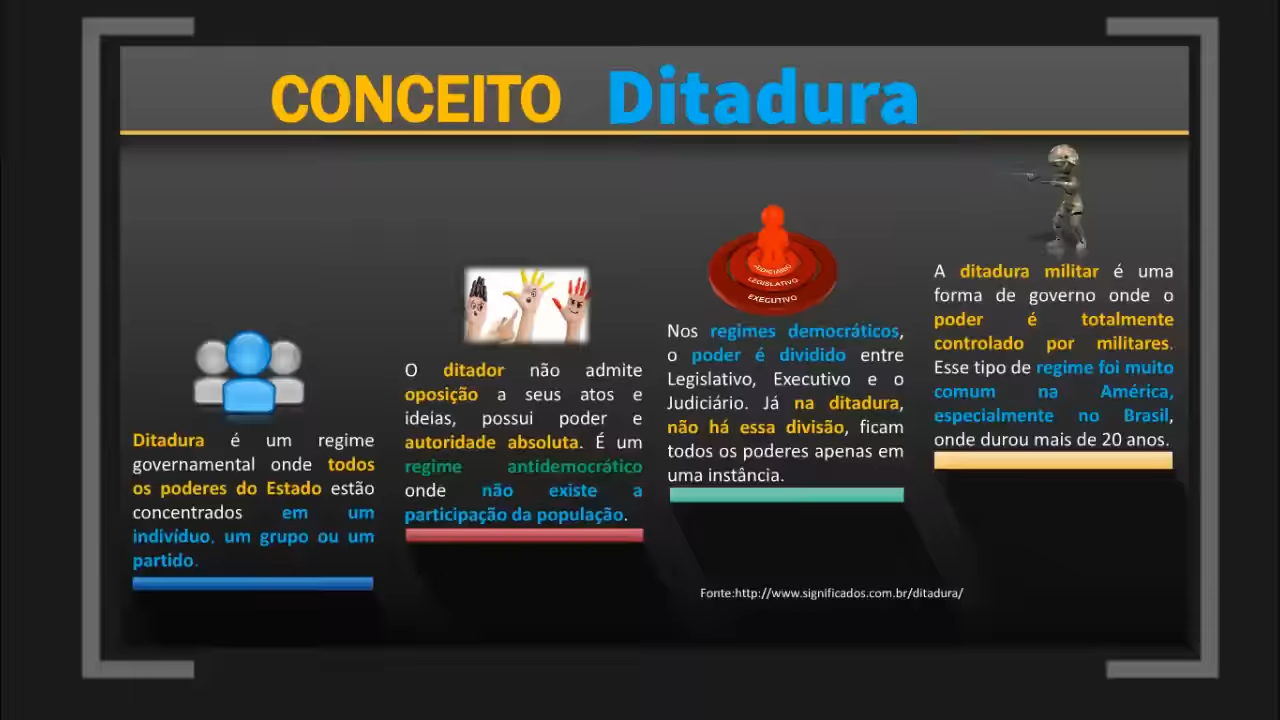 CONCEITO Ditadura
Ditadura é um regime
governamental onde todos
os poderes do Estado estão
concentrados em um
indivíduo, um grupo ou um
partido.
O ditador não admite
oposição a seus atos e
ideias, possui poder e
autoridade absoluta. É um
regime antidemocrático
onde não existe a
participação da população.
JUDICIÁRIO
LEGISLATIVO
EXECUTIVO
Nos regimes democráticos,
o poder é dividido entre
Legislativo, Executivo e o
Judiciário. Já na ditadura,
não há essa divisão, ficam
todos os poderes apenas em
uma instância.
A ditadura militar é uma
forma de governo onde o
poder é totalmente
controlado por militares.
Esse tipo de regime foi muito
comum na América,
especialmente no Brasil,
onde durou mais de 20 anos.
Fonte:http://www.significados.com.br/ditadura/